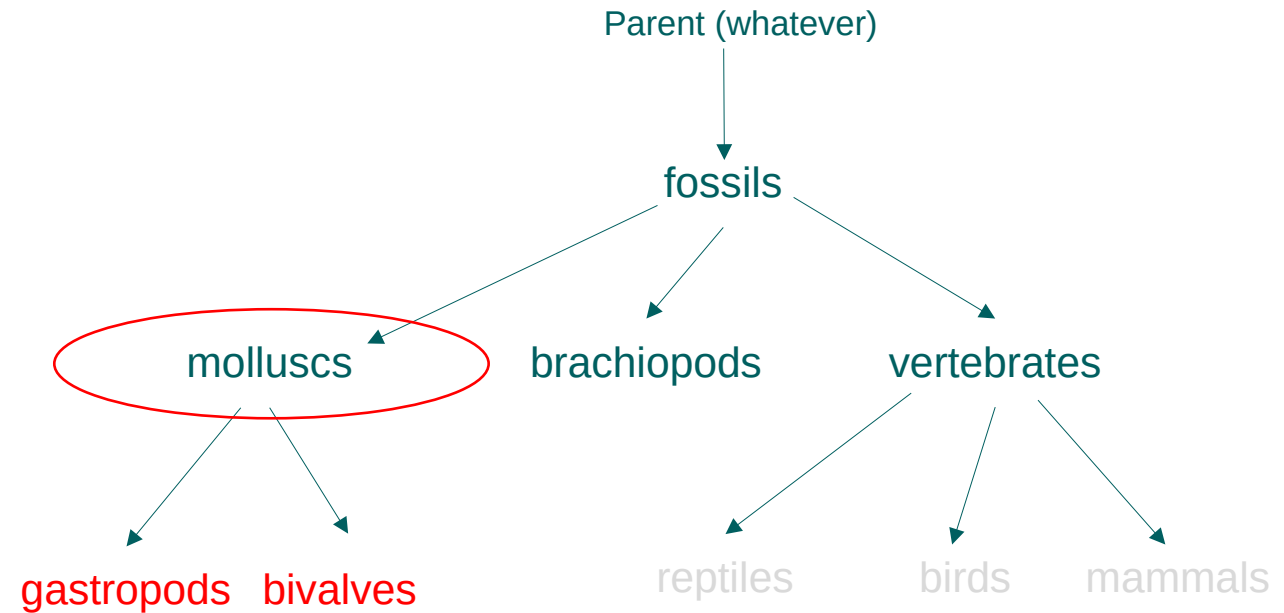 Parent (whatever)
fossils
molluscs
brachiopods
vertebrates
gastropods
bivalves
reptiles
birds
mammals